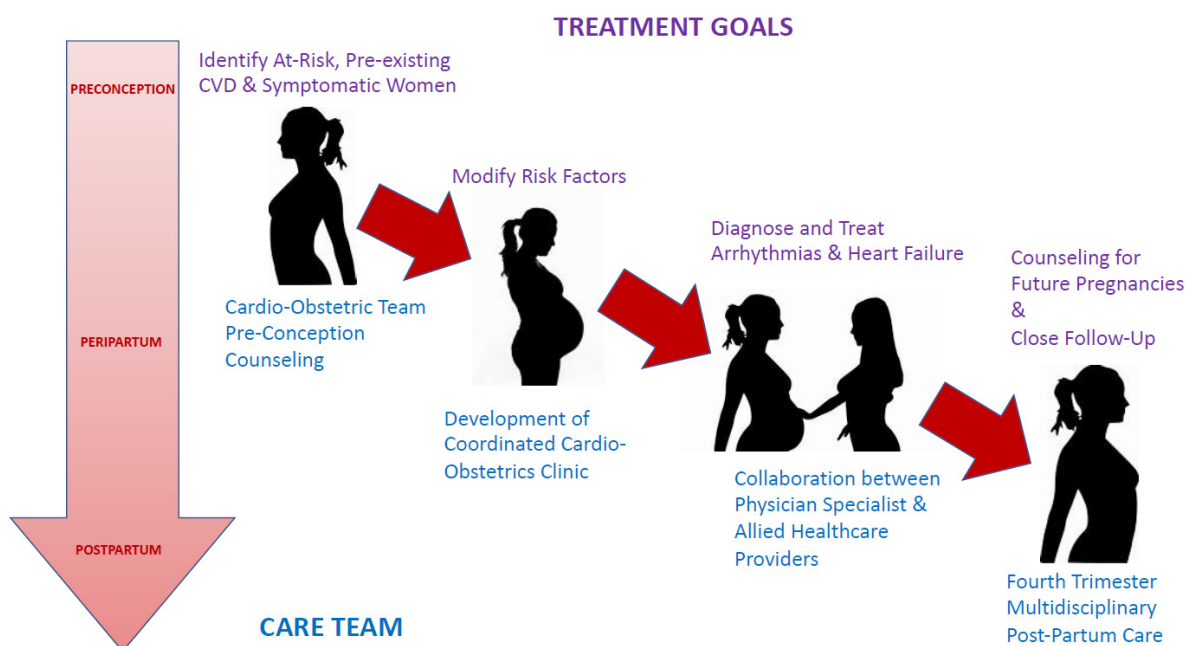 TREATMENT GOALS
PRECONCEPTION
PERIPARTUM
POSTPARTUM
Identify At-Risk, Pre-existing
CVD & Symptomatic Women
Cardio-Obstetric Team
Pre-Conception
Counseling
Modify Risk Factors
Development of
Coordinated Cardio-
Obstetrics Clinic
Diagnose and Treat
Arrhythmias & Heart Failure
Collaboration between
Physician Specialist &
Allied Healthcare
Providers
Counseling for
Future Pregnancies
&
Close Follow-Up
Fourth Trimester
Multidisciplinary
Post-Partum Care
CARE TEAM